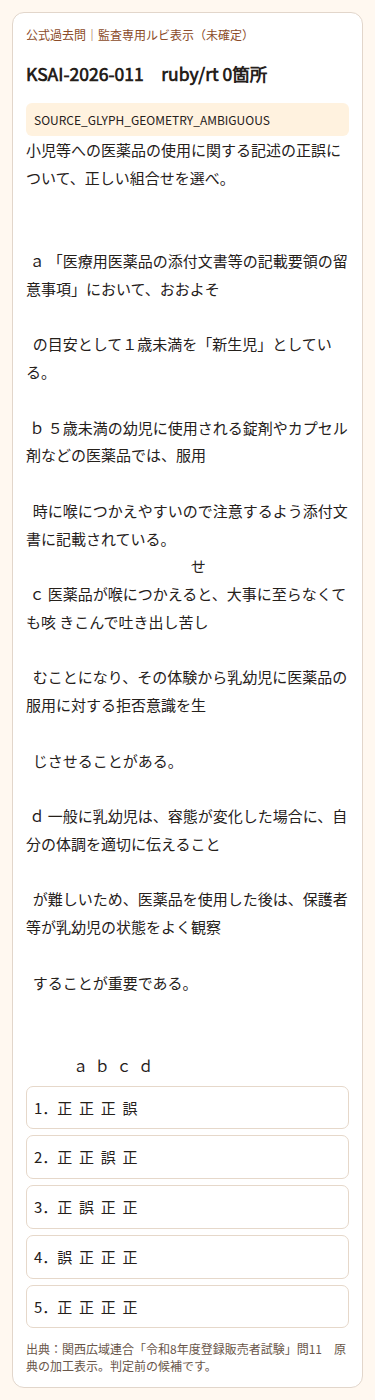 公式過去問｜監査専用ルビ表示（未確定）
KSAI-2026-011　ruby/rt 0箇所
SOURCE_GLYPH_GEOMETRY_AMBIGUOUS
小児等への医薬品の使用に関する記述の正誤に
ついて、正しい組合せを選べ。
ａ 「医療用医薬品の添付文書等の記載要領の留
意事項」において、おおよそ
の目安として１歳未満を「新生児」としてい
る。
ｂ ５歳未満の幼児に使用される錠剤やカプセル
剤などの医薬品では、服用
時に喉につかえやすいので注意するよう添付文
書に記載されている。
せ
ｃ 医薬品が喉につかえると、大事に至らなくて
も咳 きこんで吐き出し苦し
むことになり、その体験から乳幼児に医薬品の
服用に対する拒否意識を生
じさせることがある。
ｄ 一般に乳幼児は、容態が変化した場合に、自
分の体調を適切に伝えること
が難しいため、医薬品を使用した後は、保護者
等が乳幼児の状態をよく観察
することが重要である。
ａ ｂ ｃ ｄ
1．正 正 正 誤
2．正 正 誤 正
3．正 誤 正 正
4．誤 正 正 正
5．正 正 正 正
出典：関西広域連合「令和8年度登録販売者試験」問11　原
典の加工表示。判定前の候補です。